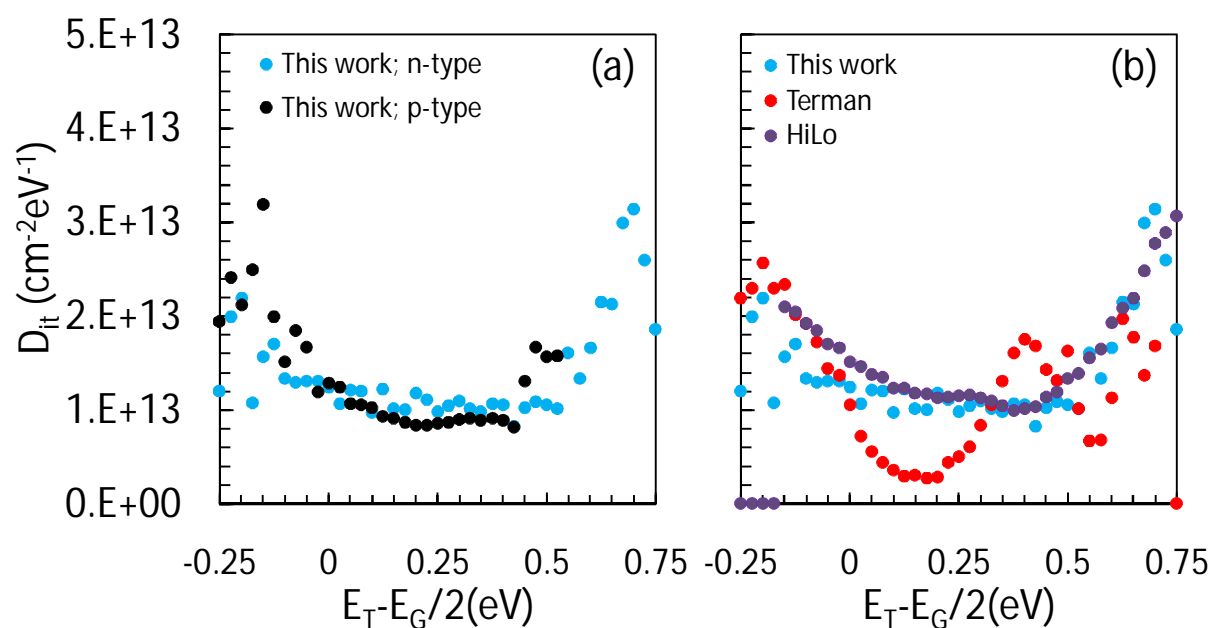 5.E+13
4.E+13
3.E+13
2.E+13
1.E+13
0.E+00
D_it (cm^-2eV^-1)
This work; n-type
This work; p-type
(a)
-0.25 0 0.25 0.5 0.75
E_T-E_G/2(eV)
This work
Terman
HiLo
(b)
-0.25 0 0.25 0.5 0.75
E_T-E_G/2(eV)